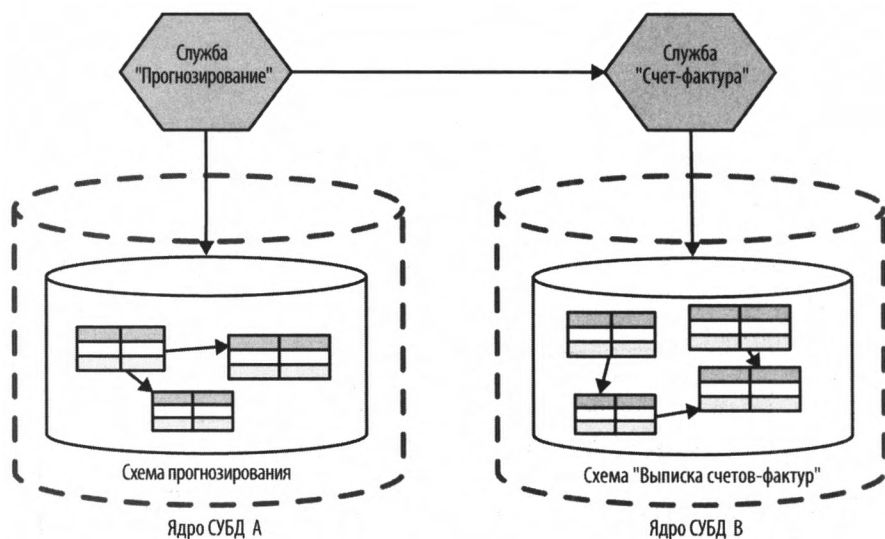 Служба
"Прогнозирование"
Служба
"Счет-фактура"
Схема прогнозирования
Схема "Выписка счетов-фактур"
Ядро СУБД A
Ядро СУБД B